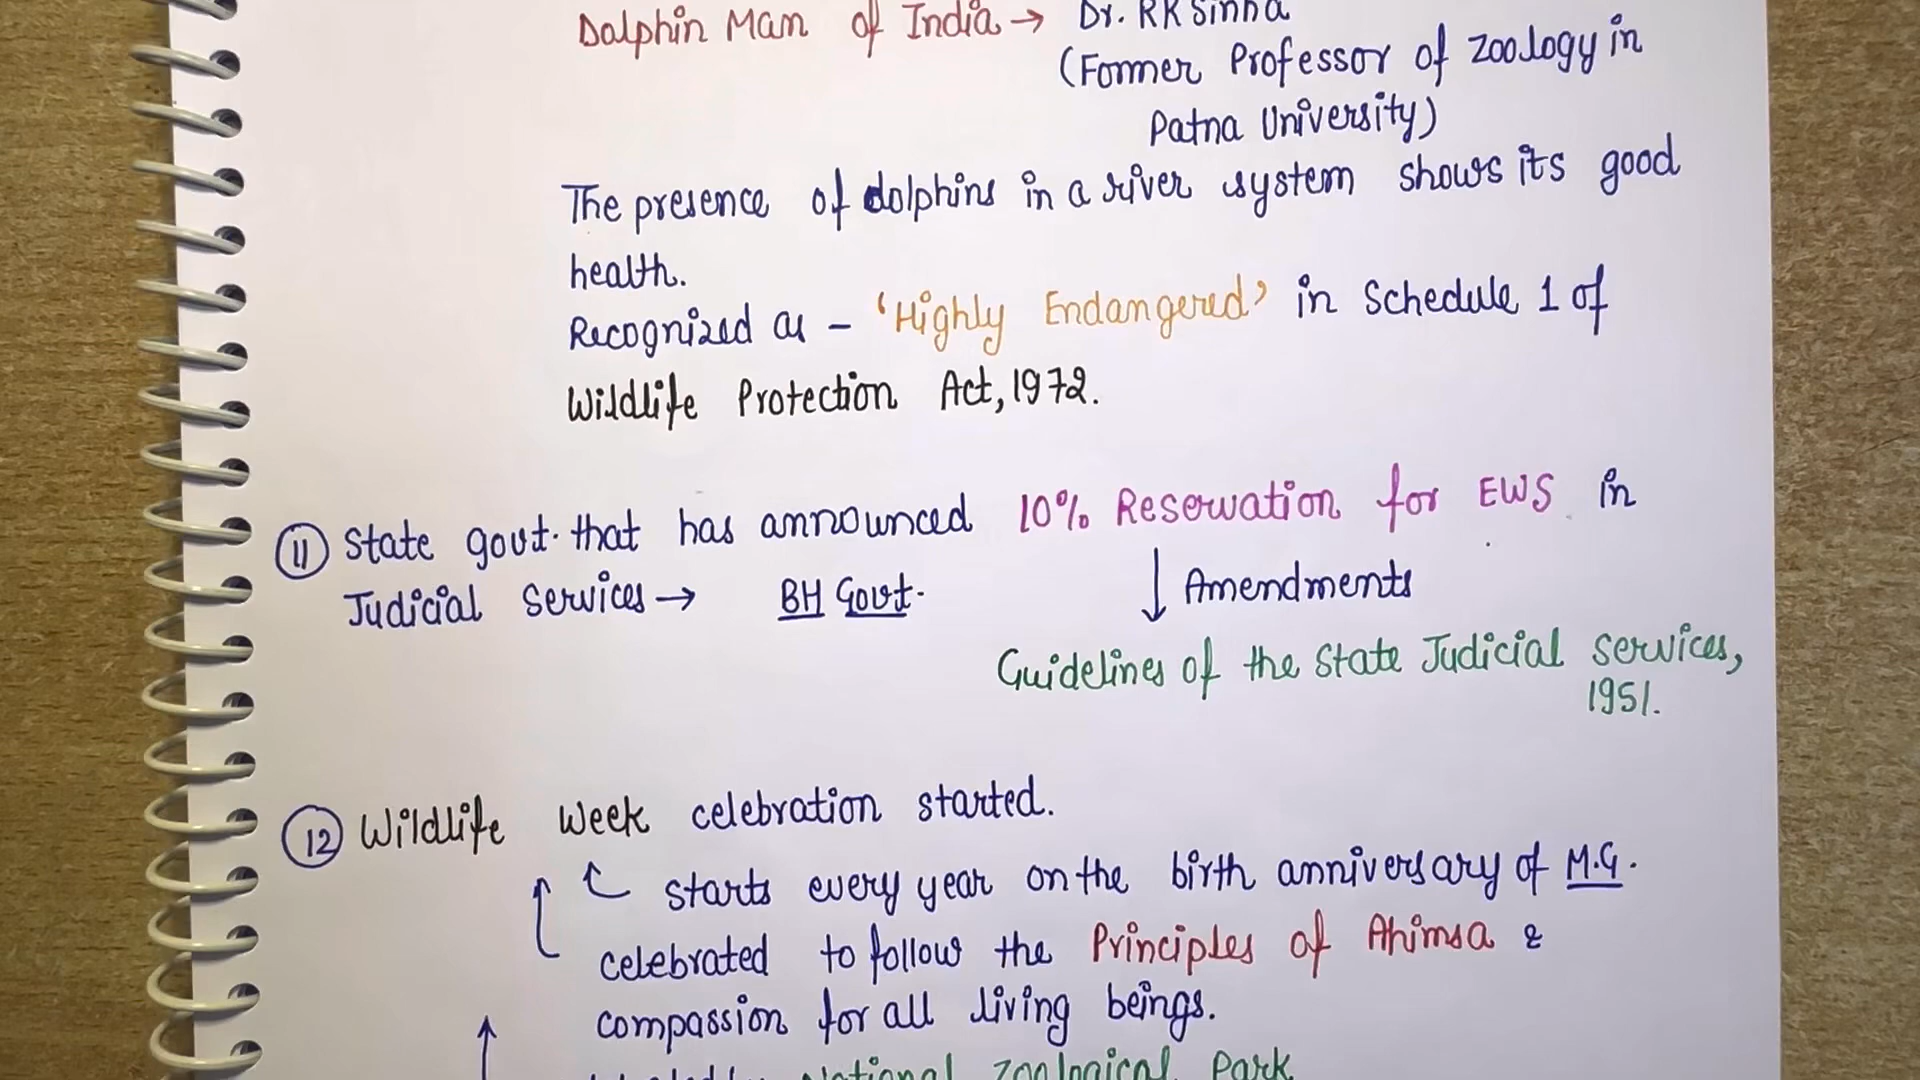 Dolphin Man of India → Dr. RK Sinha
(Former Professor of Zoology in
Patna University)
The presence of dolphins in a river system shows its good
health.
Recognized as – 'Highly Endangered' in Schedule 1 of
Wildlife Protection Act, 1972.
11 State govt. that has announced 10% Reservation for EWS in
Judicial Services → BH Govt. ↓ Amendments
Guidelines of the State Judicial Services,
1951.
12 Wildlife Week celebration started.
starts every year on the birth anniversary of M.G.
celebrated to follow the Principles of Ahimsa &
compassion for all living beings.
National Zoological Park